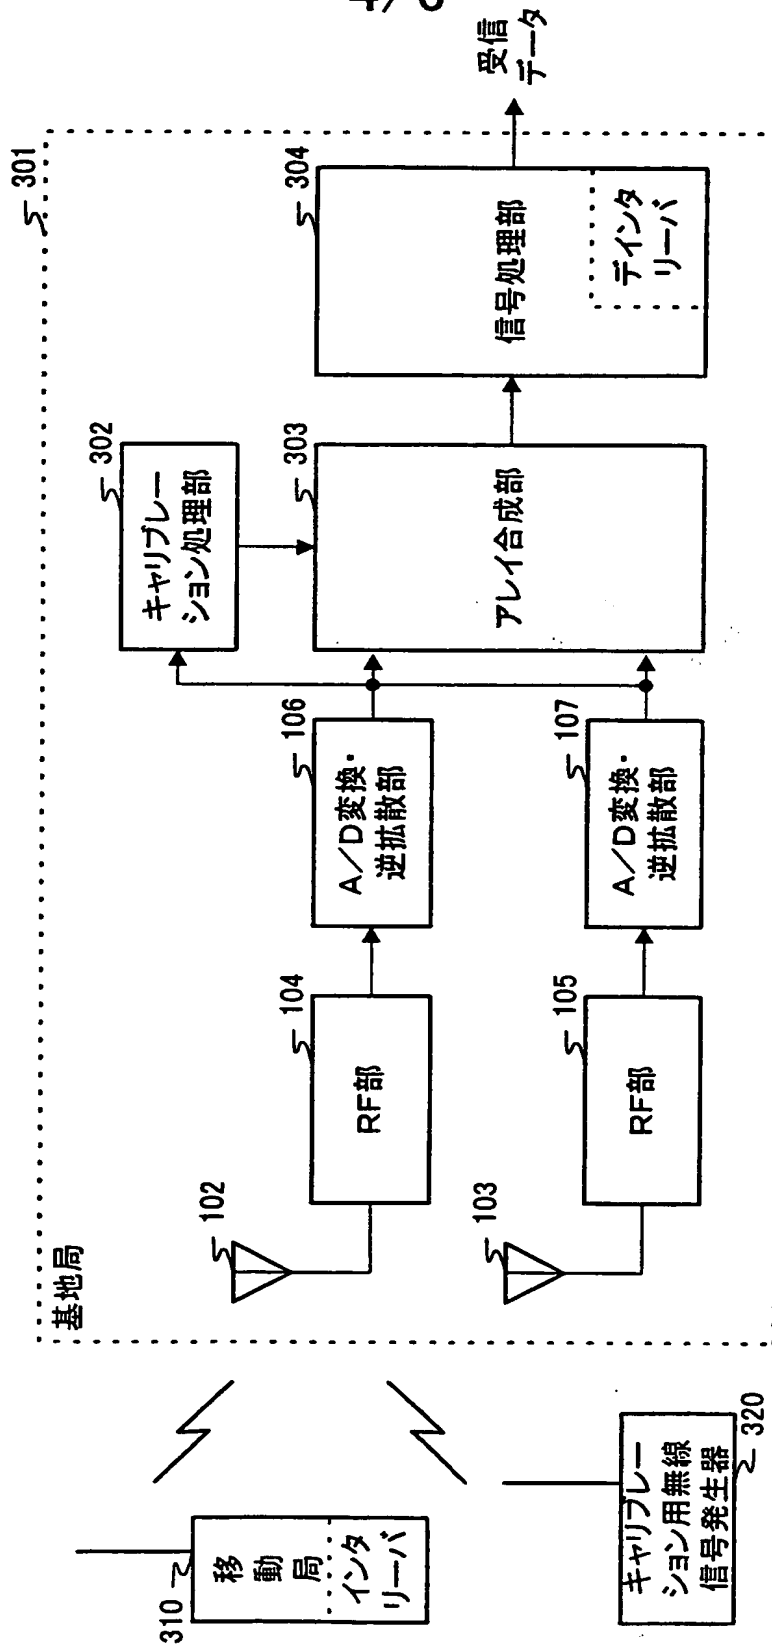 受信
データ
301
基地局
302
キャリブレー
ション処理部
303
アレイ合成部
304
信号処理部
デインタ
リーバ
106
A/D変換・
逆拡散部
107
A/D変換・
逆拡散部
104
RF部
105
RF部
102
103
310
移動局
インタ
リーバ
キャリブレー
ション用無線
信号発生器
320